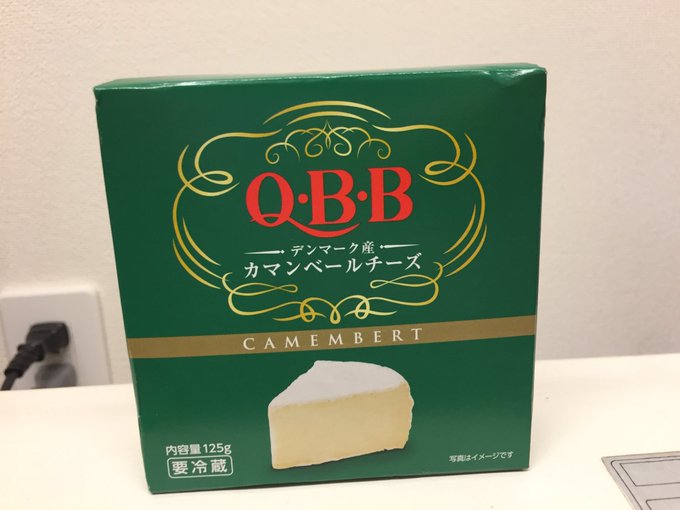 Q·B·B
デンマーク産
カマンベールチーズ
CAMEMBERT
内容量125g
要冷蔵
写真はイメージです